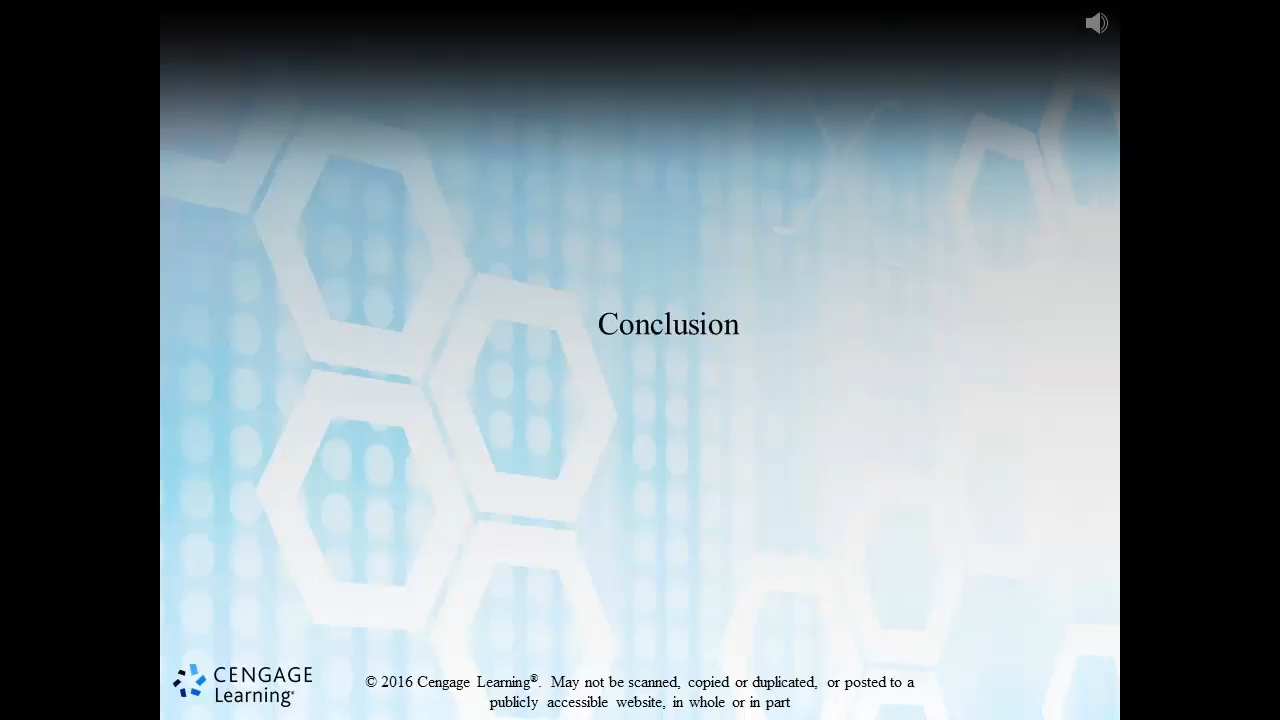 Conclusion
CENGAGE
Learning®
© 2016 Cengage Learning®. May not be scanned, copied or duplicated, or posted to a
publicly accessible website, in whole or in part